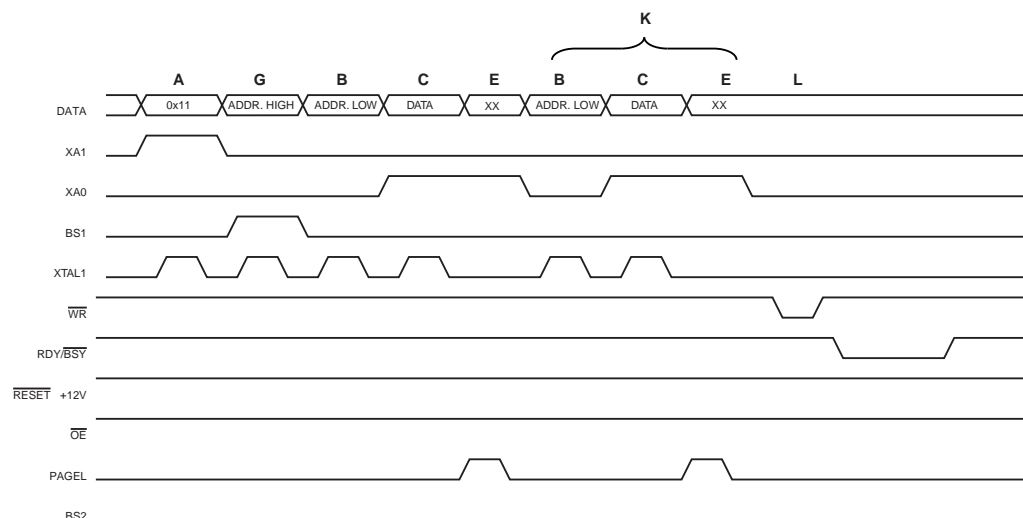 K
A G B C E B C E L
DATA 0x11 ADDR. HIGH ADDR. LOW DATA XX ADDR. LOW DATA XX
XA1
XA0
BS1
XTAL1
WR
RDY/BSY
RESET +12V
OE
PAGEL
BS2